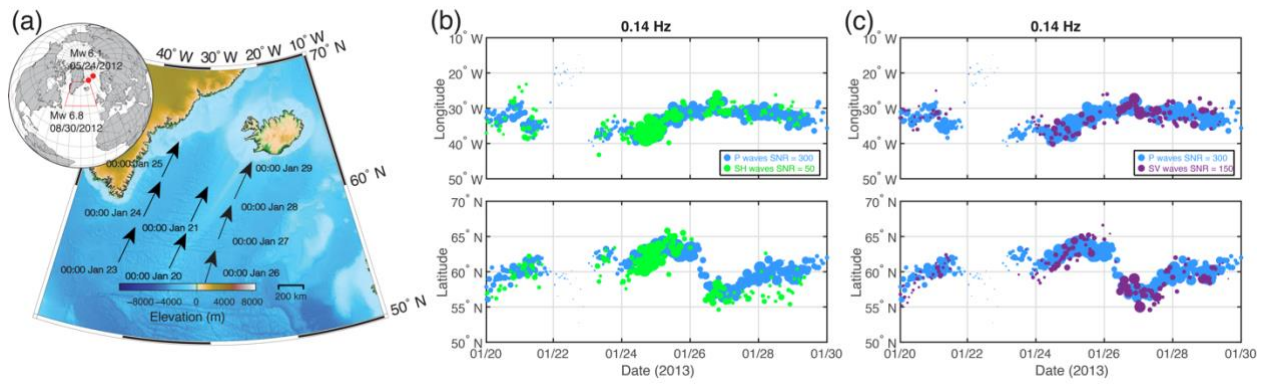 (a)
Mw 6.1
05/24/2012
Mw 6.8
08/30/2012
40° W
30° W
20° W
10° W
70° N
60° N
50° N
00:00 Jan 25
00:00 Jan 29
00:00 Jan 24
00:00 Jan 21
00:00 Jan 28
00:00 Jan 27
00:00 Jan 23
00:00 Jan 20
00:00 Jan 26
−8000 −4000 0 4000 8000
200 km
Elevation (m)
(b)
0.14 Hz
10° W
20° W
30° W
40° W
50° W
Longitude
P waves SNR = 300
SH waves SNR = 50
70° N
65° N
60° N
55° N
50° N
Latitude
01/20 01/22 01/24 01/26 01/28 01/30
Date (2013)
(c)
0.14 Hz
10° W
20° W
30° W
40° W
50° W
Longitude
P waves SNR = 300
SV waves SNR = 150
70° N
65° N
60° N
55° N
50° N
Latitude
01/20 01/22 01/24 01/26 01/28 01/30
Date (2013)